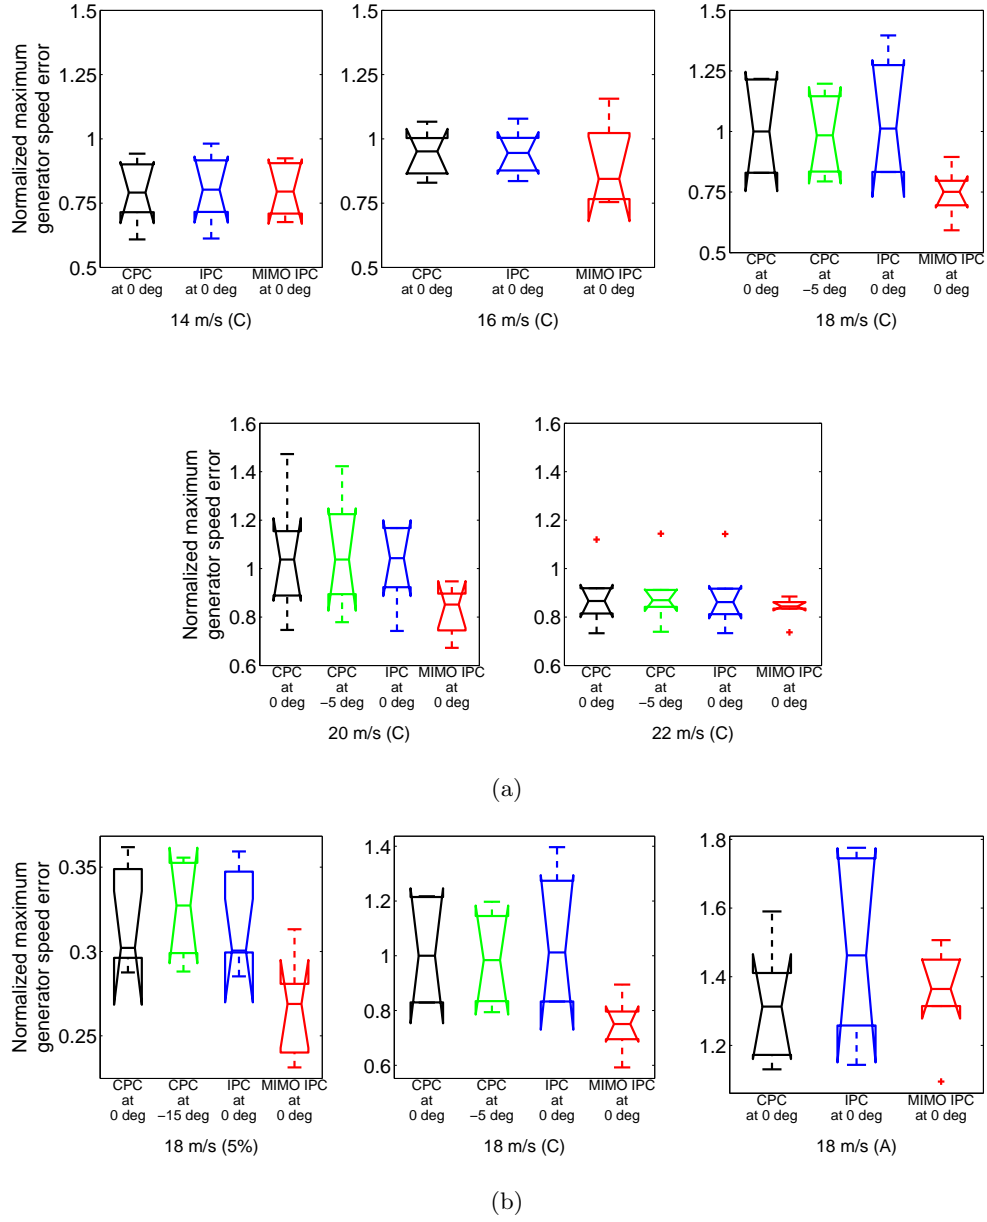 Normalized maximum
generator speed error
1.5
1.25
1
0.75
0.5
CPC
at 0 deg
IPC
at 0 deg
MIMO IPC
at 0 deg
14 m/s (C)
1.5
1.25
1
0.75
0.5
CPC
at 0 deg
IPC
at 0 deg
MIMO IPC
at 0 deg
16 m/s (C)
1.5
1.25
1
0.75
0.5
CPC
at
0 deg
CPC
at
−5 deg
IPC
at
0 deg
MIMO IPC
at
0 deg
18 m/s (C)
Normalized maximum
generator speed error
1.6
1.4
1.2
1
0.8
0.6
CPC
at
0 deg
CPC
at
−5 deg
IPC
at
0 deg
MIMO IPC
at
0 deg
20 m/s (C)
1.6
1.4
1.2
1
0.8
0.6
CPC
at
0 deg
CPC
at
−5 deg
IPC
at
0 deg
MIMO IPC
at
0 deg
22 m/s (C)
(a)
Normalized maximum
generator speed error
0.35
0.3
0.25
CPC
at
0 deg
CPC
at
−15 deg
IPC
at
0 deg
MIMO IPC
at
0 deg
18 m/s (5%)
1.4
1.2
1
0.8
0.6
CPC
at
0 deg
CPC
at
−5 deg
IPC
at
0 deg
MIMO IPC
at
0 deg
18 m/s (C)
1.8
1.6
1.4
1.2
CPC
at 0 deg
IPC
at 0 deg
MIMO IPC
at 0 deg
18 m/s (A)
(b)